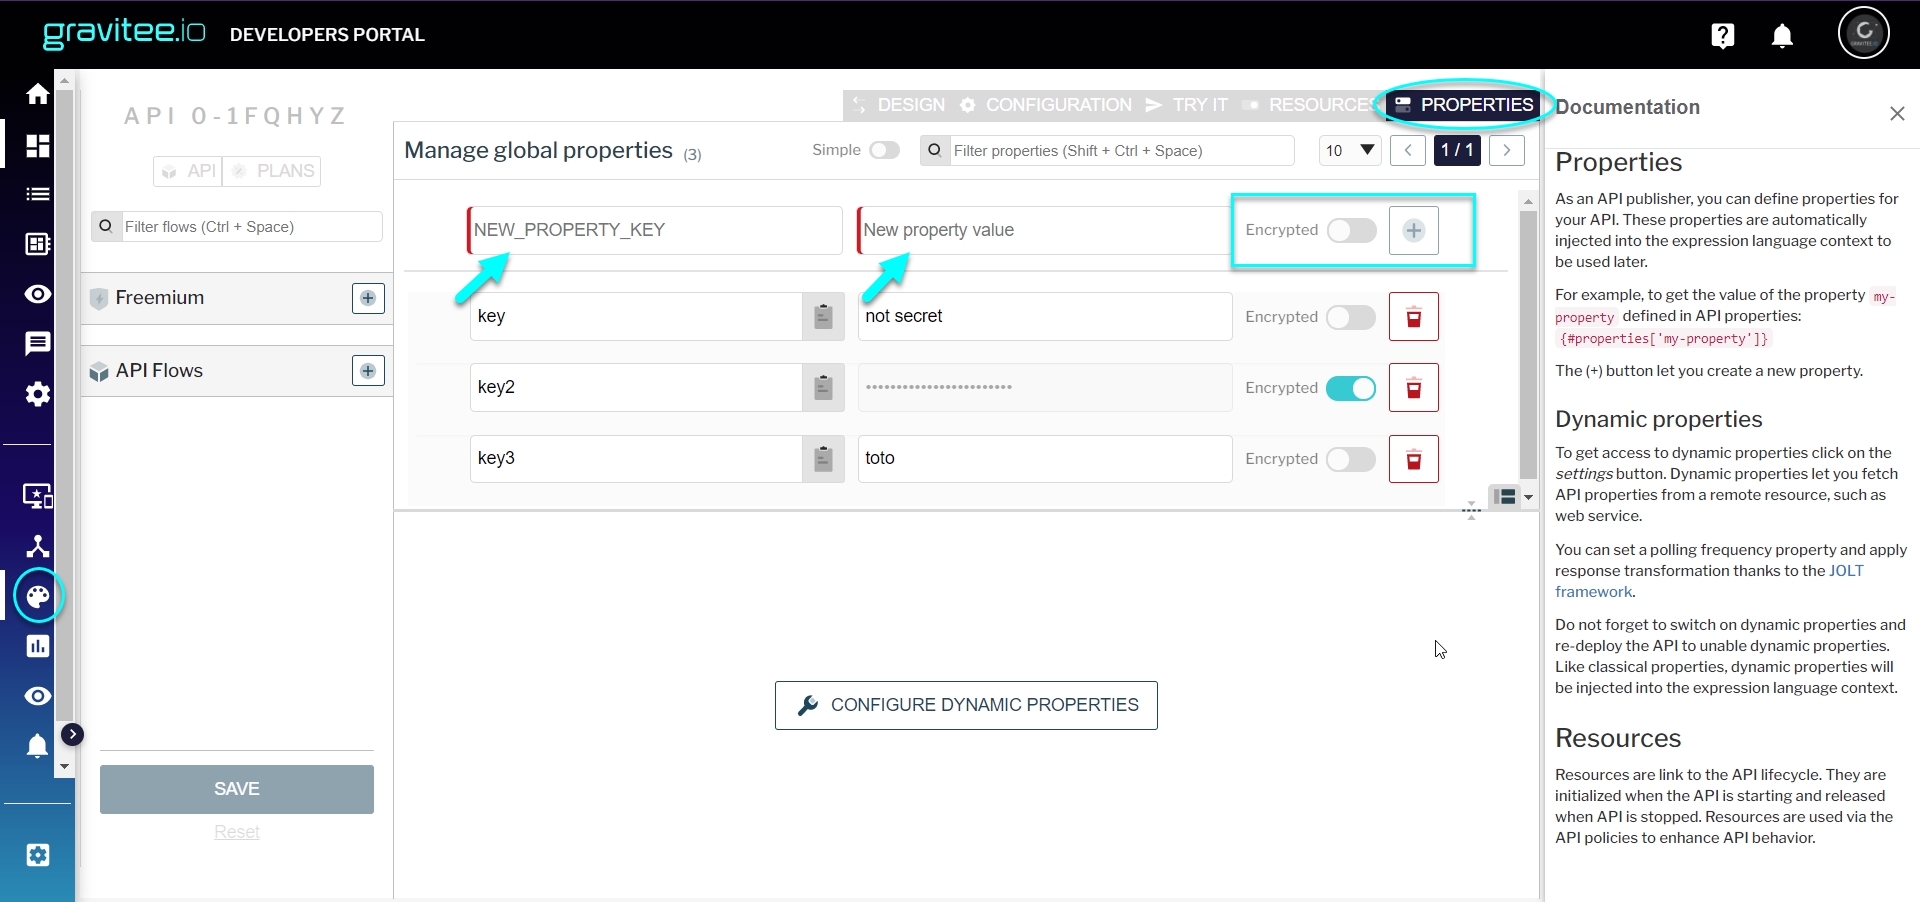 gravitee.io DEVELOPERS PORTAL
API 0-1FQHYZ
API PLANS
Filter flows (Ctrl + Space)
Freemium
API Flows
SAVE
Reset
DESIGN CONFIGURATION TRY IT RESOURCES PROPERTIES
Manage global properties (3)
Simple
Filter properties (Shift + Ctrl + Space)
10
1 / 1
NEW_PROPERTY_KEY New property value Encrypted
key not secret Encrypted
key2 •••••••••••••••••••••••• Encrypted
key3 toto Encrypted
CONFIGURE DYNAMIC PROPERTIES
Documentation
Properties
As an API publisher, you can define properties for
your API. These properties are automatically
injected into the expression language context to
be used later.
For example, to get the value of the property my-
property defined in API properties:
{#properties['my-property']}
The (+) button let you create a new property.
Dynamic properties
To get access to dynamic properties click on the
settings button. Dynamic properties let you fetch
API properties from a remote resource, such as
web service.
You can set a polling frequency property and apply
response transformation thanks to the JOLT
framework.
Do not forget to switch on dynamic properties and
re-deploy the API to unable dynamic properties.
Like classical properties, dynamic properties will
be injected into the expression language context.
Resources
Resources are link to the API lifecycle. They are
initialized when the API is starting and released
when API is stopped. Resources are used via the
API policies to enhance API behavior.